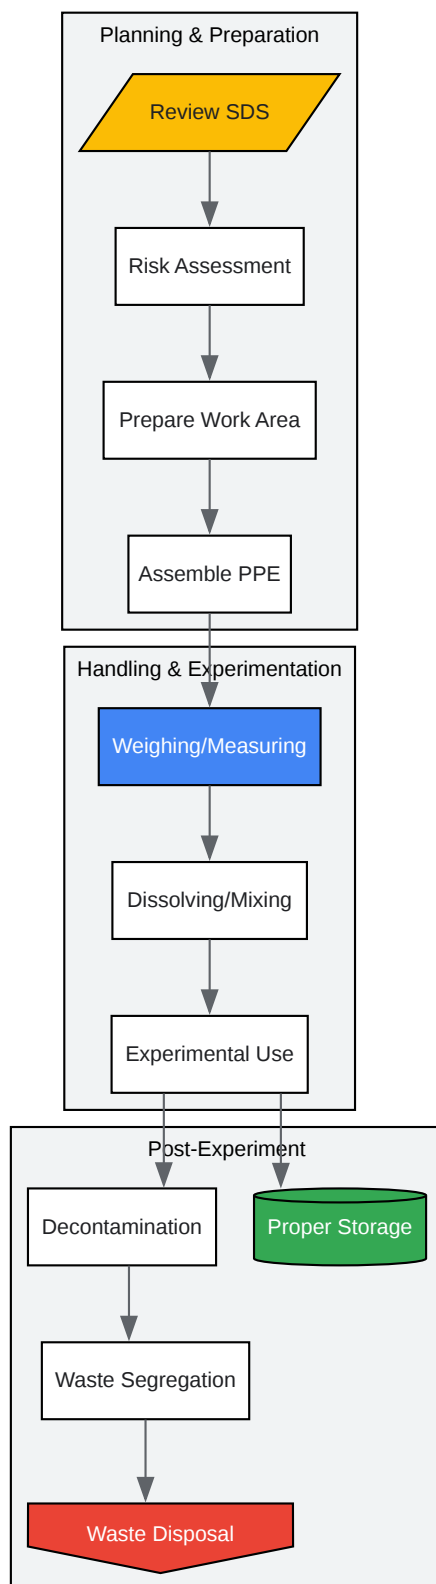 Planning & Preparation
Review SDS
Risk Assessment
Prepare Work Area
Assemble PPE
Handling & Experimentation
Weighing/Measuring
Dissolving/Mixing
Experimental Use
Post-Experiment
Decontamination
Proper Storage
Waste Segregation
Waste Disposal